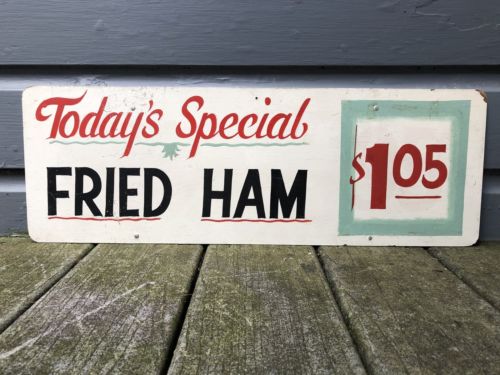 Today's Special
FRIED HAM
$1.05